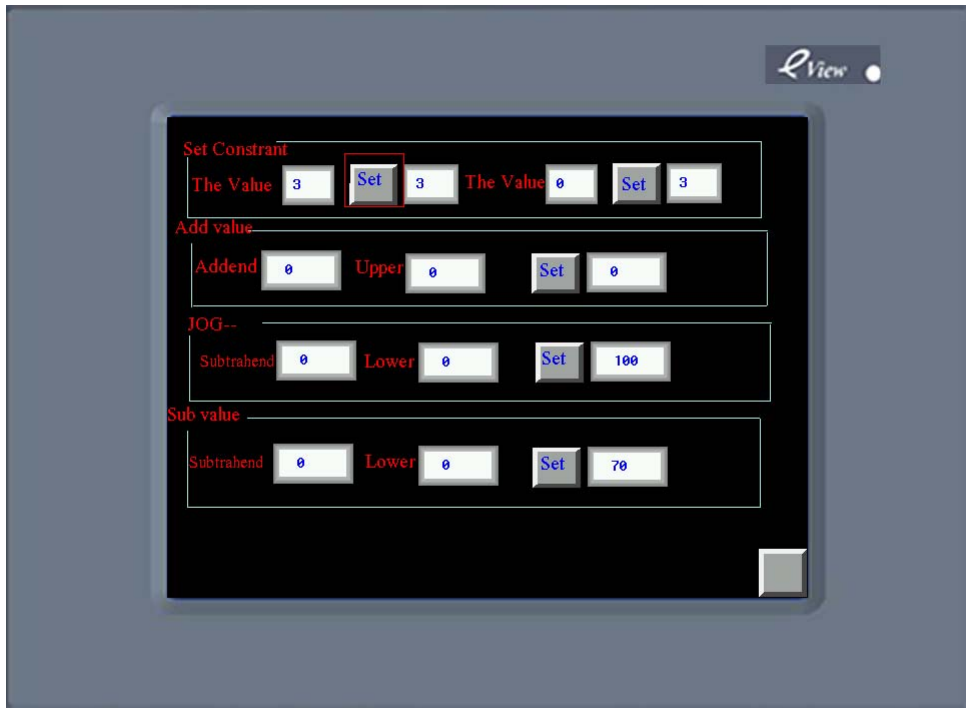 eView
Set Constrant
The Value 3 Set 3 The Value 0 Set 3
Add value
Addend 0 Upper 0 Set 0
JOG--
Subtrahend 0 Lower 0 Set 100
Sub value
Subtrahend 0 Lower 0 Set 70